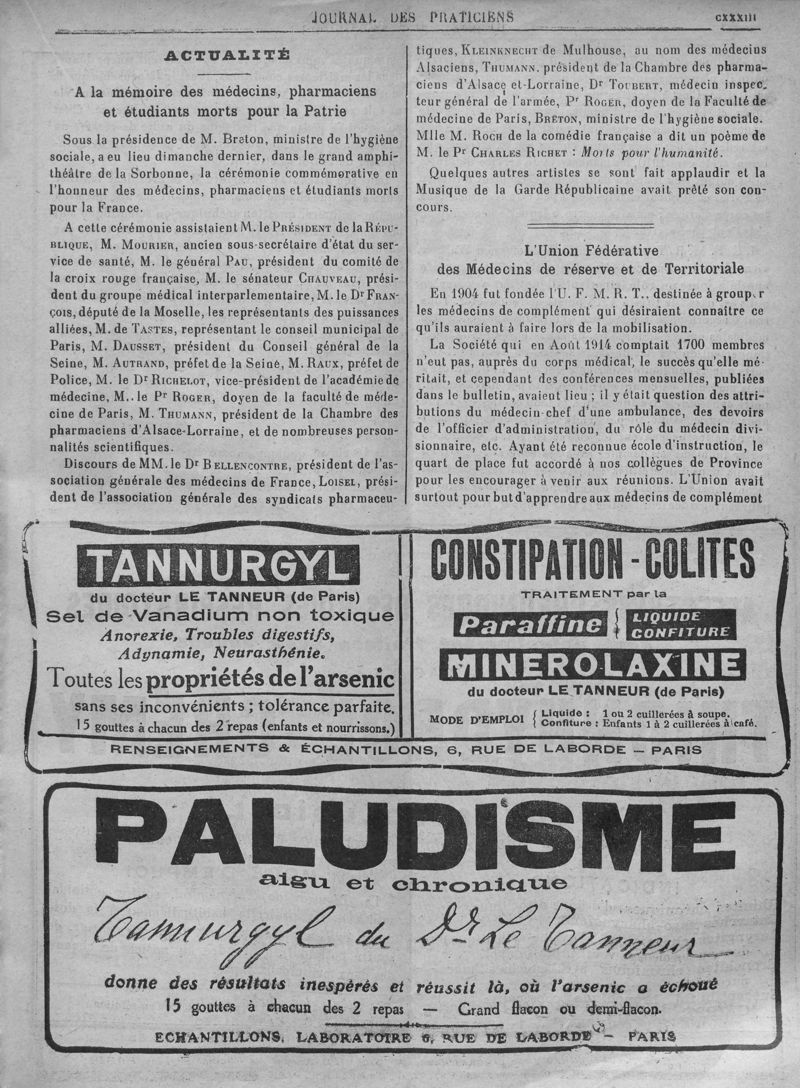 JOURNAL DES PRATICIENS
CXXXIII
ACTUALITÉ
A la mémoire des médecins, pharmaciens
et étudiants morts pour la Patrie
Sous la présidence de M. Breton, ministre de l'hygiène
sociale, a eu lieu dimanche dernier, dans le grand amphi-
théâtre de la Sorbonne, la cérémonie commémorative en
l'honneur des médecins, pharmaciens et étudiants morts
pour la France.
A cette cérémonie assistaient M. le PRÉSIDENT de la RÉPU-
BLIQUE, M. MOURIER, ancien sous-secrétaire d'état du ser-
vice de santé, M. le général PAU, président du comité de
la croix rouge française, M. le sénateur CHAUVEAU, prési-
dent du groupe médical interparlementaire, M. le Dr FRAN-
ÇOIS, député de la Moselle, les représentants des puissances
alliées, M. de TASTES, représentant le conseil municipal de
Paris, M. DAUSSET, président du Conseil général de la
Seine, M. AUTRAND, préfet de la Seine, M. RAUX, préfet de
Police, M. le Dr RICHELOT, vice-président de l'académie de
médecine, M.. le Pr ROGER, doyen de la faculté de méde-
cine de Paris, M. THUMANN, président de la Chambre des
pharmaciens d'Alsace-Lorraine, et de nombreuses person-
nalités scientifiques.
Discours de MM. le Dr BELLENCONTRE, président de l'as-
sociation générale des médecins de France, LOISEL, prési-
dent de l'association générale des syndicats pharmaceu-
tiques, KLEINKNECHT de Mulhouse, au nom des médecins
Alsaciens, THUMANN, président de la Chambre des pharma-
ciens d'Alsace et-Lorraine, Dr TOUBERT, médecin inspec-
teur général de l'armée, Pr ROGER, doyen de la Faculté de
médecine de Paris, BRETON, ministre de l'hygiène sociale.
Mlle M. ROCH de la comédie française a dit un poème de
M. le Pr CHARLES RICHET : Morts pour l'humanité.
Quelques autres artistes se sont fait applaudir et la
Musique de la Garde Républicaine avait prêté son con-
cours.
L'Union Fédérative
des Médecins de réserve et de Territoriale
En 1904 fut fondée l'U. F. M. R. T., destinée à grouper
les médecins de complément qui désiraient connaître ce
qu'ils auraient à faire lors de la mobilisation.
La Société qui en Août 1914 comptait 1700 membres
n'eut pas, auprès du corps médical, le succès qu'elle mé-
ritait, et cependant des conférences mensuelles, publiées
dans le bulletin, avaient lieu ; il y était question des attri-
butions du médecin-chef d'une ambulance, des devoirs
de l'officier d'administration, du rôle du médecin divi-
sionnaire, etc. Ayant été reconnue école d'instruction, le
quart de place fut accordé à nos collègues de Province
pour les encourager à venir aux réunions. L'Union avait
surtout pour but d'apprendre aux médecins de complément
TANNURGYL
du docteur LE TANNEUR (de Paris)
Sel de Vanadium non toxique
Anorexie, Troubles digestifs,
Adynamie, Neurasthénie.
Toutes les propriétés de l'arsenic
sans ses inconvénients ; tolérance parfaite.
15 gouttes à chacun des 2 repas (enfants et nourrissons.)
CONSTIPATION - COLITES
TRAITEMENT par la
Paraffine { LIQUIDE
CONFITURE
MINEROLAXINE
du docteur LE TANNEUR (de Paris)
MODE D'EMPLOI { Liquide : 1 ou 2 cuillerées à soupe.
Confiture : Enfants 1 à 2 cuillerées à café.
RENSEIGNEMENTS & ÉCHANTILLONS, 6, RUE DE LABORDE — PARIS
PALUDISME
aigu et chronique
Tannurgyl du Dr Le Tanneur
donne des résultats inespérés et réussit là, où l'arsenic a échoué
15 gouttes à chacun des 2 repas — Grand flacon ou demi-flacon.
ECHANTILLONS, LABORATOIRE 6, RUE DE LABORDE — PARIS